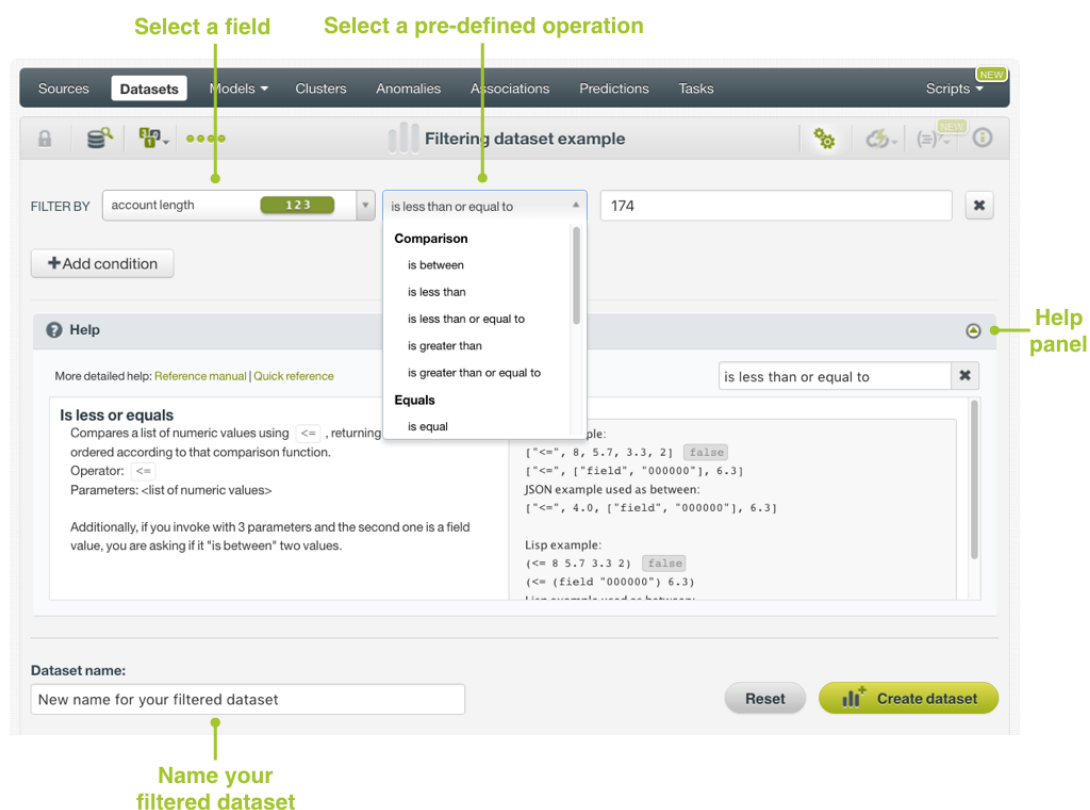 Select a field
Select a pre-defined operation
Sources Datasets Models Clusters Anomalies Associations Predictions Tasks Scripts NEW
Filtering dataset example NEW
FILTER BY account length 123 is less than or equal to 174
Comparison
+Add condition
is between
is less than
is less than or equal to
is greater than
is greater than or equal to
Equals
is equal
Help
Help
panel
More detailed help: Reference manual | Quick reference
is less than or equal to
Is less or equals
Compares a list of numeric values using <= , returning
ordered according to that comparison function.
Operator: <=
Parameters: <list of numeric values>
Additionally, if you invoke with 3 parameters and the second one is a field
value, you are asking if it "is between" two values.
["<=", 8, 5.7, 3.3, 2] false
["<=", ["field", "000000"], 6.3]
JSON example used as between:
["<=", 4.0, ["field", "000000"], 6.3]
Lisp example:
(<= 8 5.7 3.3 2) false
(<= (field "000000") 6.3)
Lisp example used as between:
Dataset name:
New name for your filtered dataset
Reset
Create dataset
Name your
filtered dataset